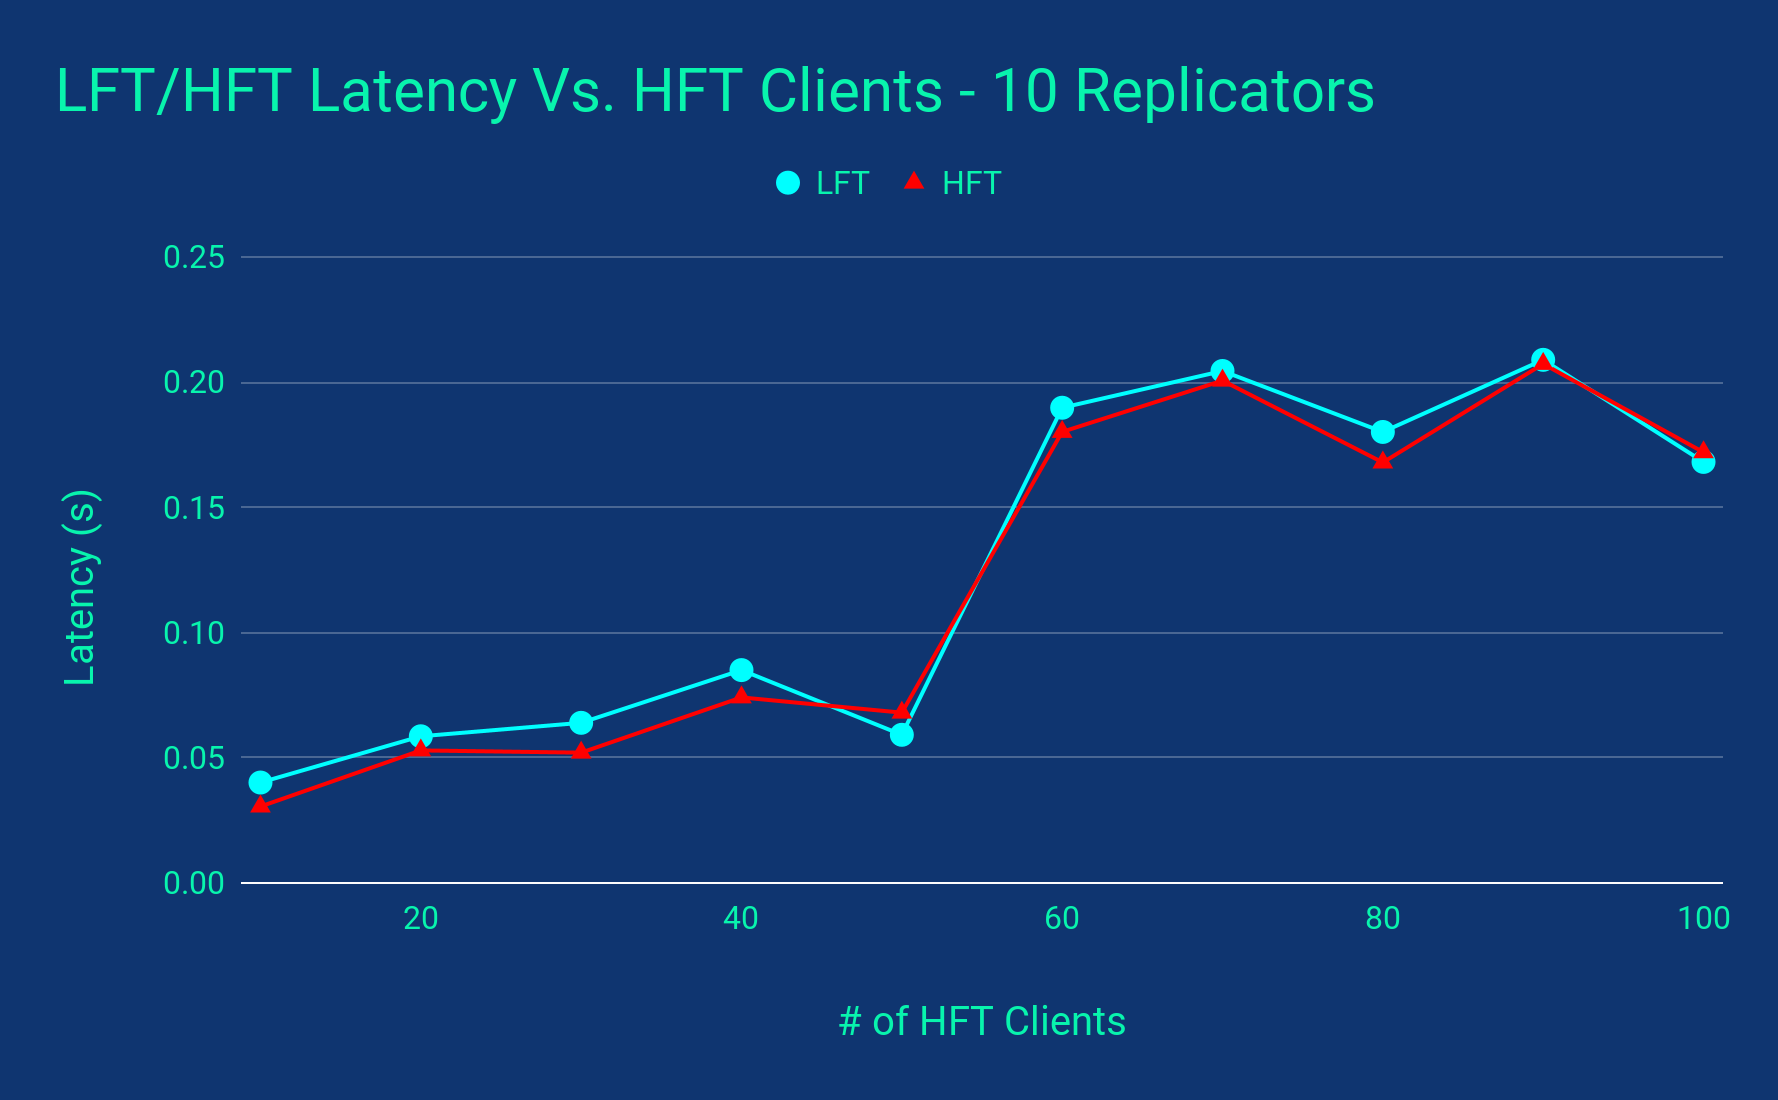 LFT/HFT Latency Vs. HFT Clients - 10 Replicators
LFT HFT
0.25
0.20
0.15
0.10
0.05
0.00
Latency (s)
20 40 60 80 100
# of HFT Clients